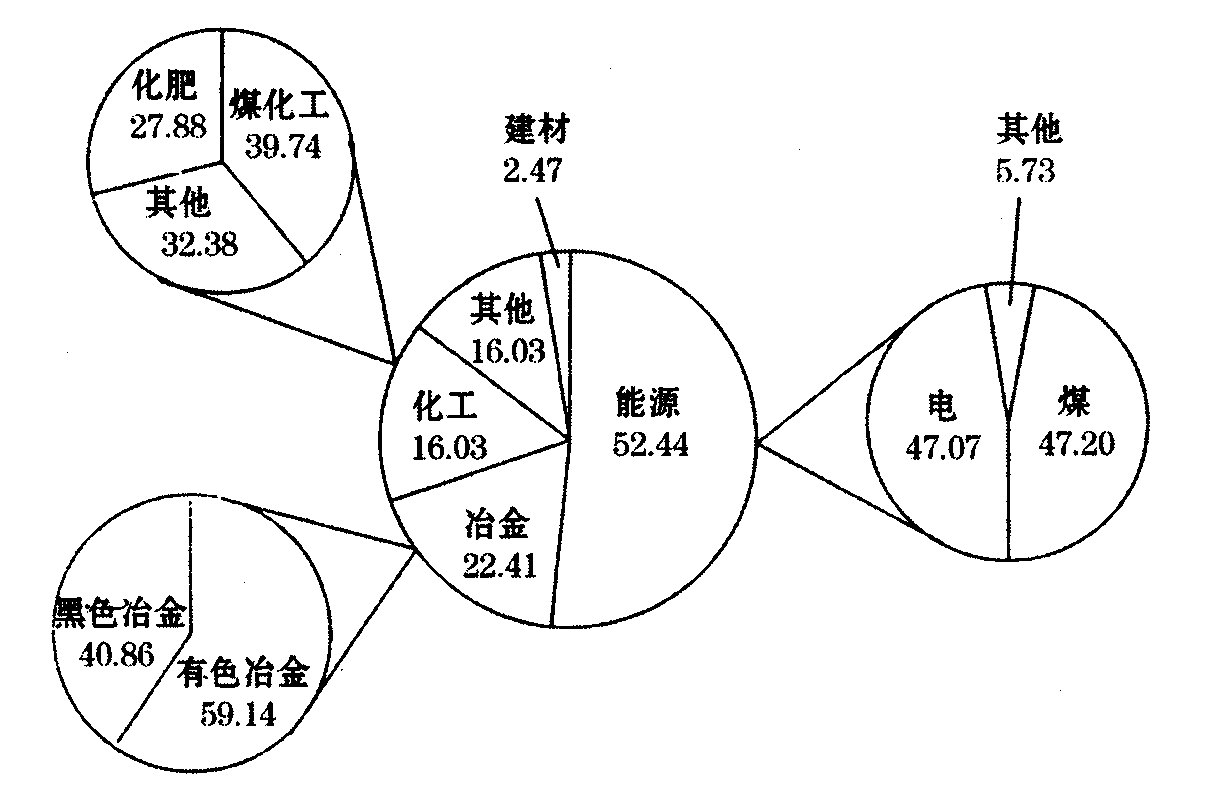 化肥
27.88
煤化工
39.74
其他
32.38
建材
2.47
其他
5.73
其他
16.03
化工
16.03
能源
52.44
冶金
22.41
电
47.07
煤
47.20
黑色冶金
40.86
有色冶金
59.14